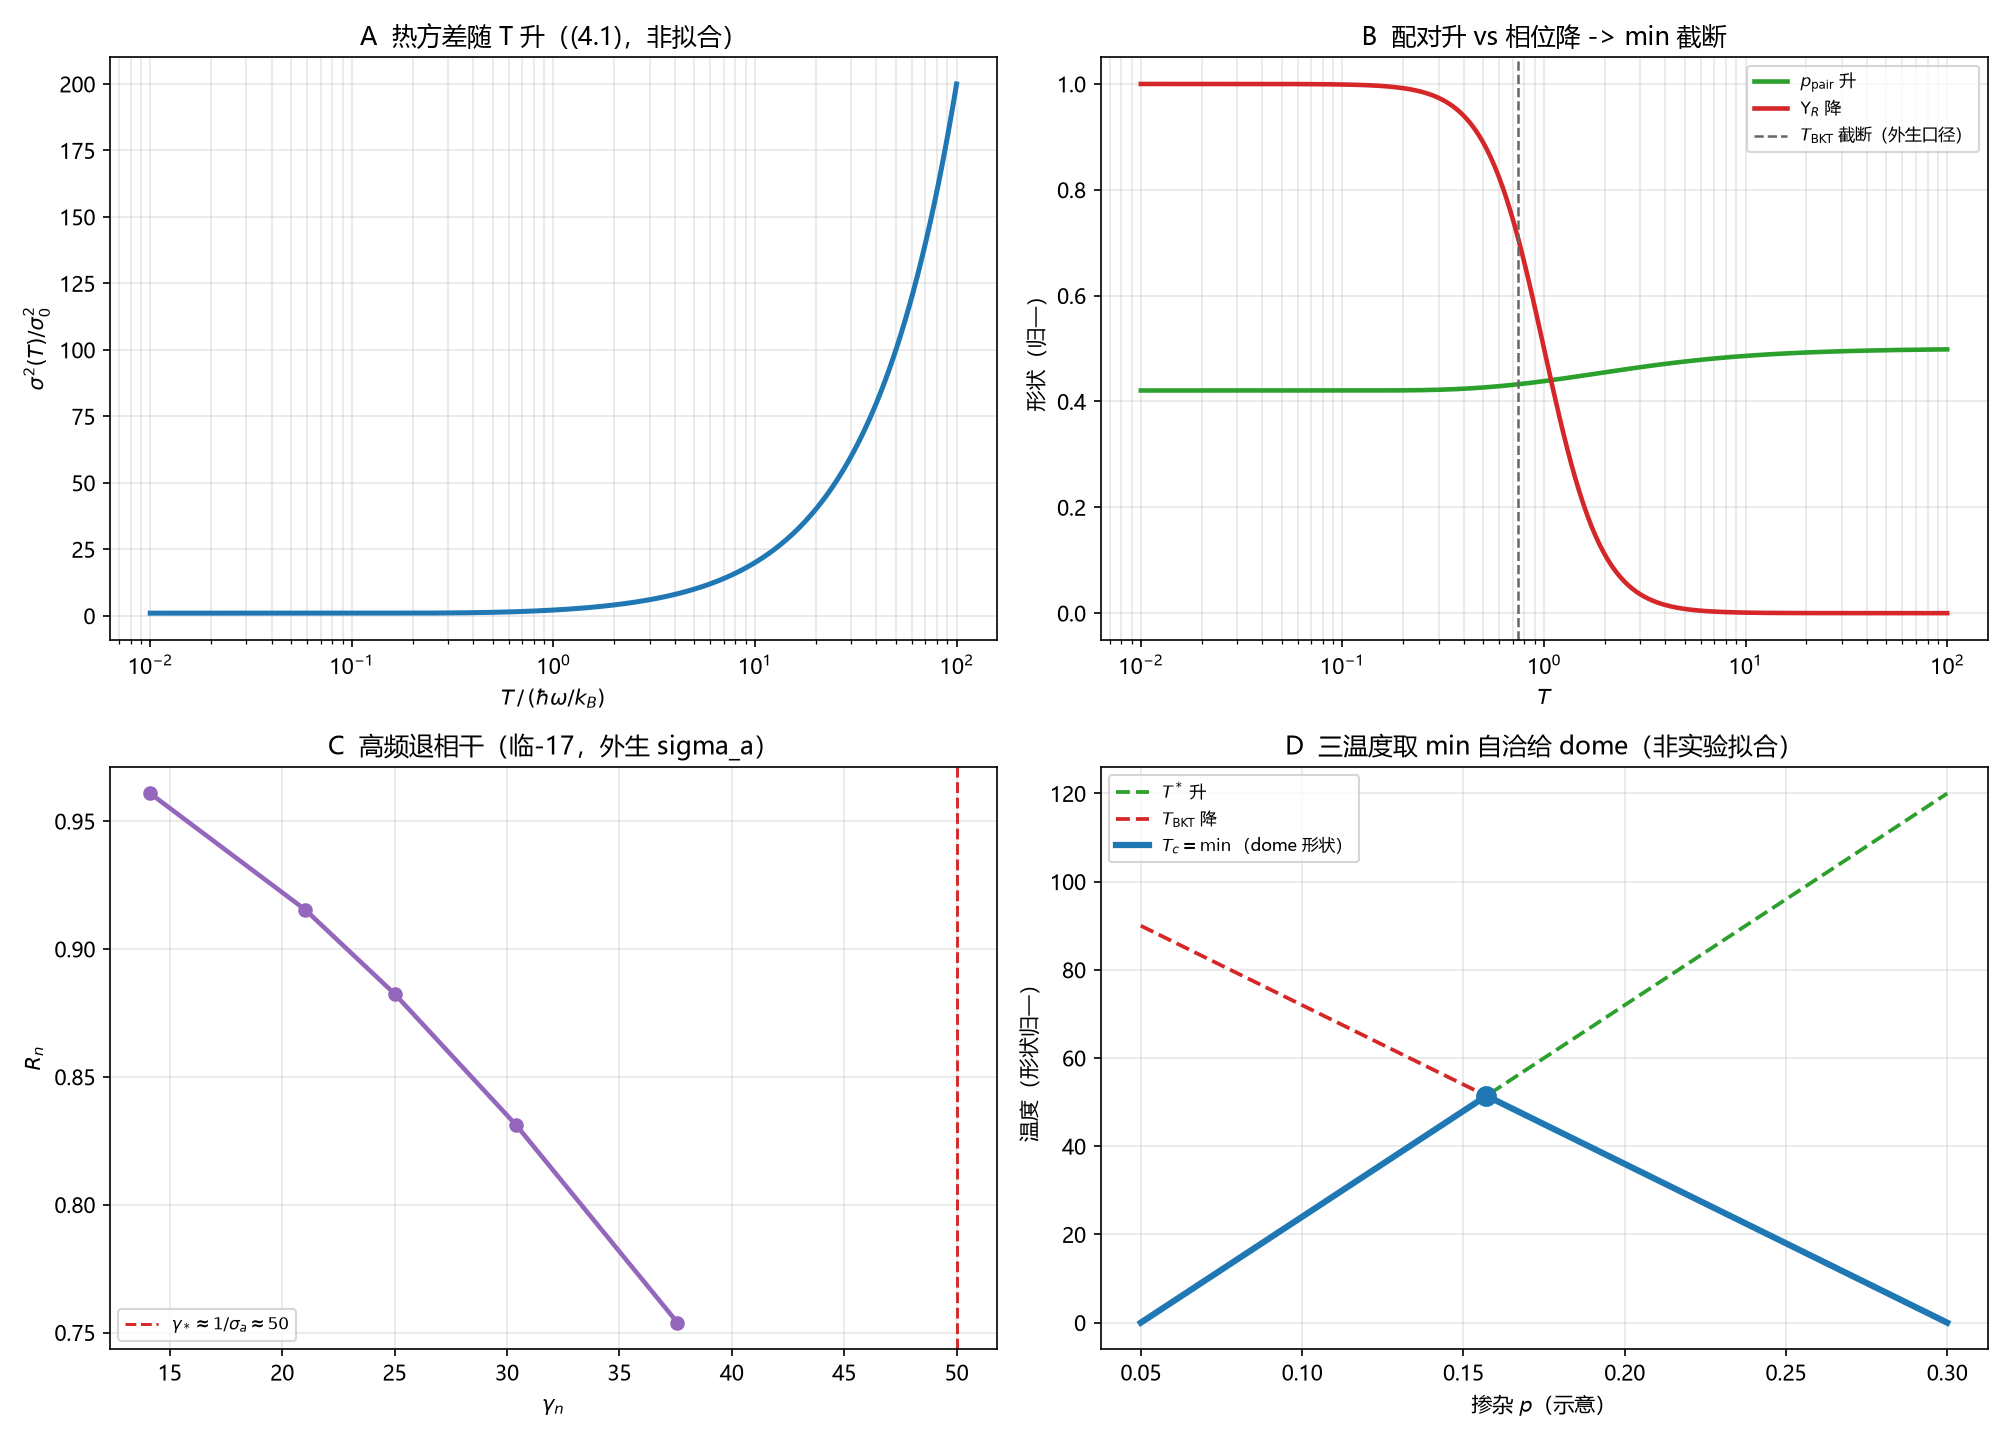 A 热方差随 T 升（(4.1)，非拟合）
200
175
150
125
100
75
50
25
0
σ²(T)/σ₀²
10⁻² 10⁻¹ 10⁰ 10¹ 10²
T / (ħω/k_B)
B 配对升 vs 相位降 -> min 截断
p_pair 升
Υ_R 降
T_BKT 截断（外生口径）
1.0
0.8
0.6
0.4
0.2
0.0
形状（归一）
10⁻² 10⁻¹ 10⁰ 10¹ 10²
T
C 高频退相干（临-17，外生 sigma_a）
0.95
0.90
0.85
0.80
0.75
R_n
γ_* ≈ 1/σ_a ≈ 50
15 20 25 30 35 40 45 50
γ_n
D 三温度取 min 自洽给 dome（非实验拟合）
T* 升
T_BKT 降
T_c = min（dome 形状）
120
100
80
60
40
20
0
温度（形状归一）
0.05 0.10 0.15 0.20 0.25 0.30
掺杂 p（示意）